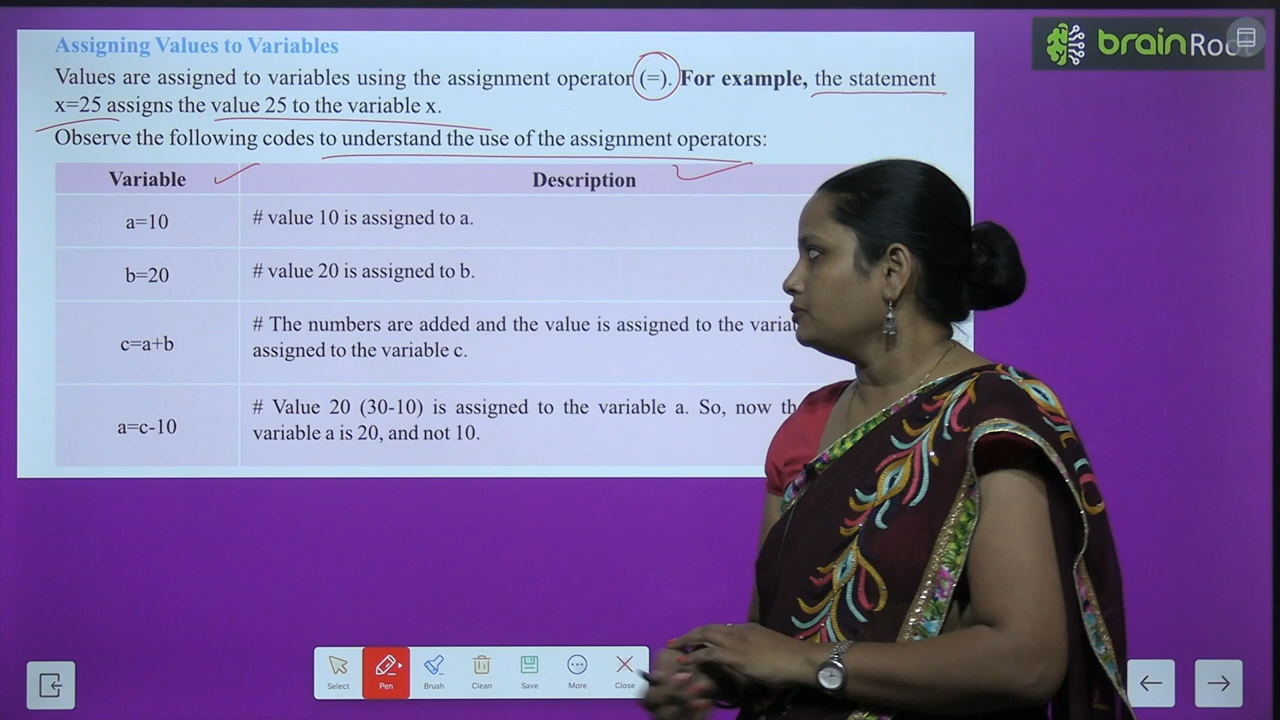 Assigning Values to Variables
Values are assigned to variables using the assignment operator (=). For example, the statement
x=25 assigns the value 25 to the variable x.
Observe the following codes to understand the use of the assignment operators:
Variable Description
a=10 # value 10 is assigned to a.
b=20 # value 20 is assigned to b.
c=a+b # The numbers are added and the value is assigned to the
assigned to the variable c.
a=c-10 # Value 20 (30-10) is assigned to the variable a. So, now
variable a is 20, and not 10.
brain
Select Pen Brush Clean Save More Close